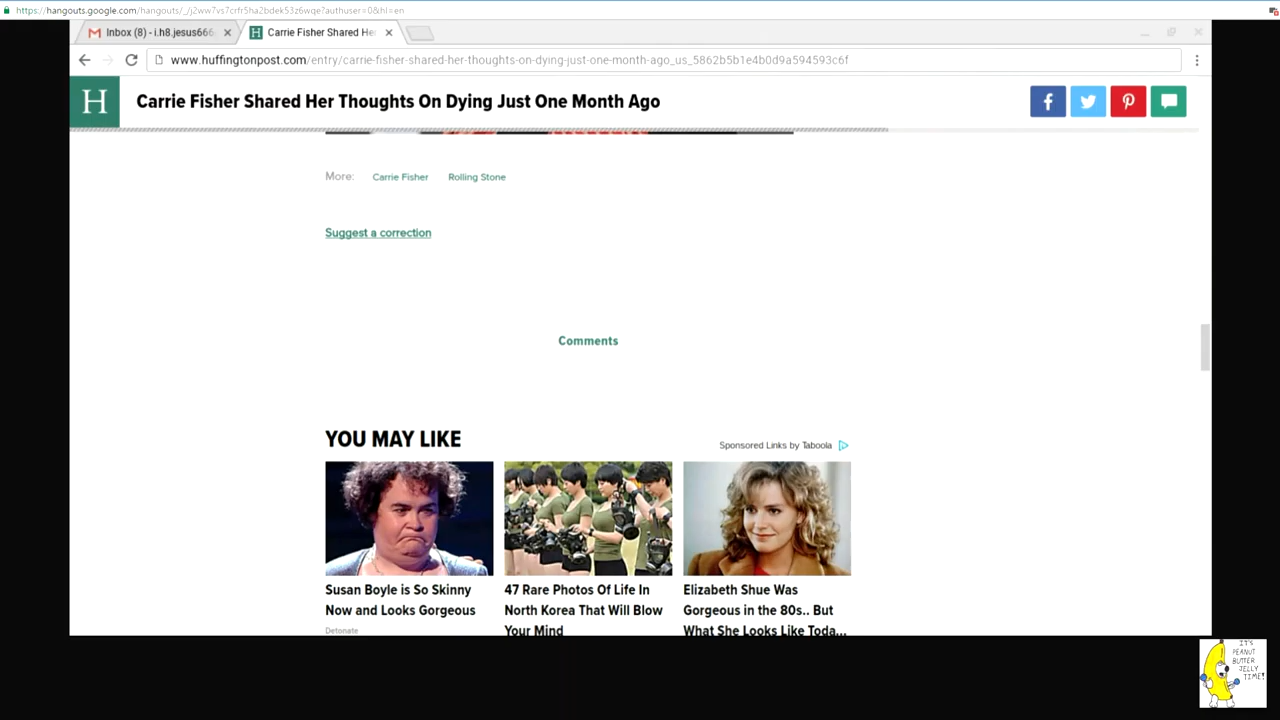 https://hangouts.google.com/hangouts/_/j2ww7vs7crfr5ha2bdek53z6wqe?authuser=0&hl=en
Inbox (8) - i.h8.jesus666
Carrie Fisher Shared He
www.huffingtonpost.com/entry/carrie-fisher-shared-her-thoughts-on-dying-just-one-month-ago_us_5862b5b1e4b0d9a594593c6f
H
Carrie Fisher Shared Her Thoughts On Dying Just One Month Ago
More: Carrie Fisher Rolling Stone
Suggest a correction
Comments
YOU MAY LIKE
Sponsored Links by Taboola
Susan Boyle is So Skinny
Now and Looks Gorgeous
Detonate
47 Rare Photos Of Life In
North Korea That Will Blow
Your Mind
Elizabeth Shue Was
Gorgeous in the 80s.. But
What She Looks Like Toda...
IT'S
PEANUT
BUTTER
JELLY
TIME!